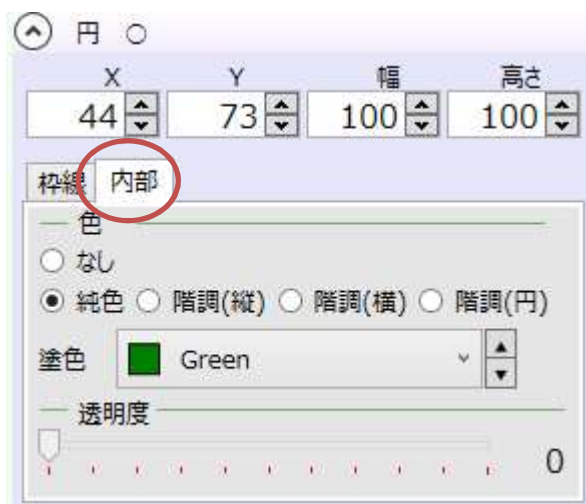 円 ○
X Y 幅 高さ
44 73 100 100
枠線 内部
色
なし
純色 階調(縦) 階調(横) 階調(円)
塗色 Green
透明度
0